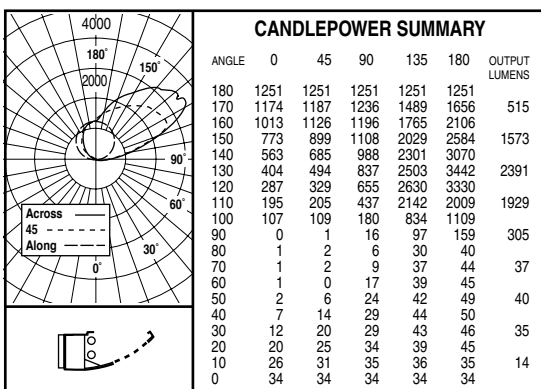 4000
180°
150°
2000
90°
60°
30°
0°
Across
45
Along
CANDLEPOWER SUMMARY
ANGLE 0 45 90 135 180 OUTPUT
LUMENS
180 1251 1251 1251 1251 1251
170 1174 1187 1236 1489 1656 515
160 1013 1126 1196 1765 2106
150 773 899 1108 2029 2584 1573
140 563 685 988 2301 3070
130 404 494 837 2503 3442 2391
120 287 329 655 2630 3330
110 195 205 437 2142 2009 1929
100 107 109 180 834 1109
90 0 1 16 97 159 305
80 1 2 6 30 40
70 1 2 9 37 44 37
60 1 0 17 39 45
50 2 6 24 42 49 40
40 7 14 29 44 50
30 12 20 29 43 46 35
20 20 25 34 39 45
10 26 31 35 36 35 14
0 34 34 34 34 34